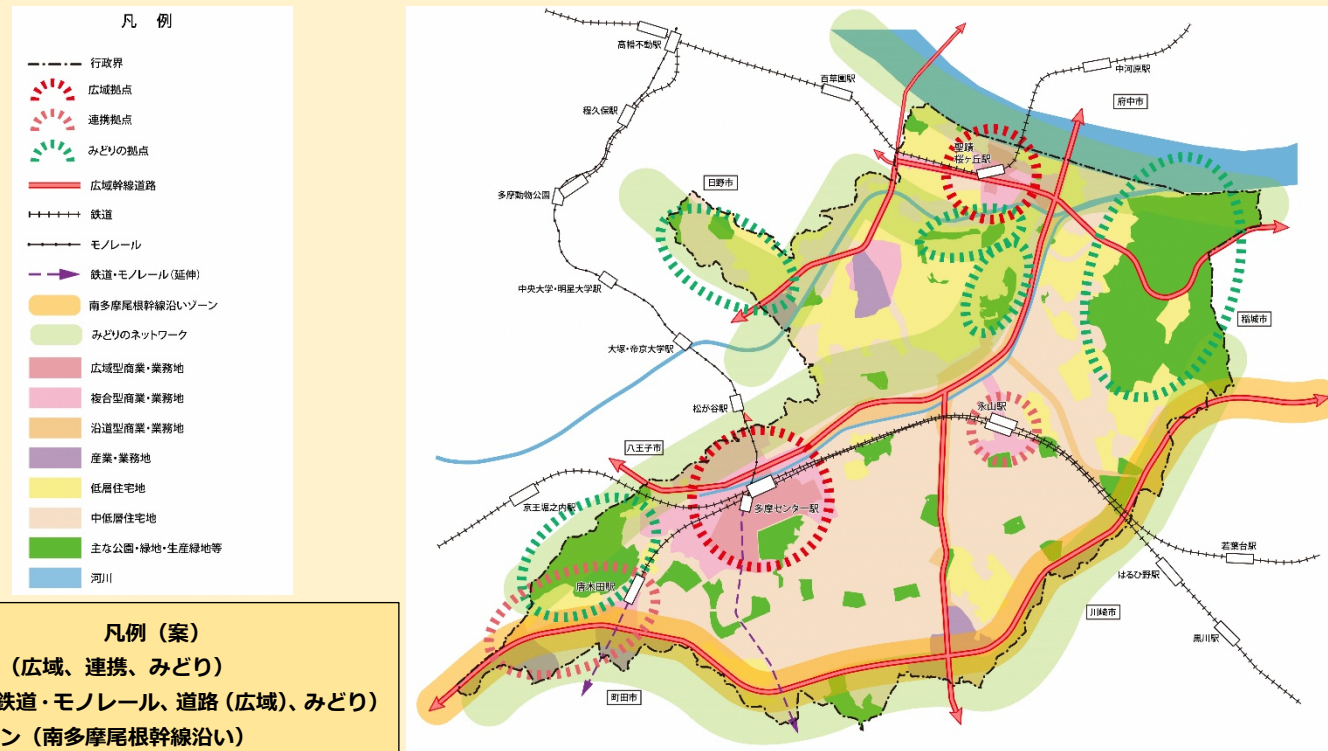 凡　例
行政界
広域拠点
連携拠点
みどりの拠点
広域幹線道路
鉄道
モノレール
鉄道・モノレール(延伸)
南多摩尾根幹線沿いゾーン
みどりのネットワーク
広域型商業・業務地
複合型商業・業務地
沿道型商業・業務地
産業・業務地
低層住宅地
中低層住宅地
主な公園・緑地・生産緑地等
河川
凡例（案）
（広域、連携、みどり）
鉄道・モノレール、道路（広域）、みどり）
ン（南多摩尾根幹線沿い）
高幡不動駅
百草園駅
中河原駅
府中市
程久保駅
聖蹟
桜ヶ丘駅
多摩動物公園
日野市
中央大学・明星大学駅
稲城市
大塚・帝京大学駅
松が谷駅
永山駅
八王子市
京王堀之内駅
多摩センター駅
若葉台駅
はるひ野駅
唐木田駅
川崎市
黒川駅
町田市